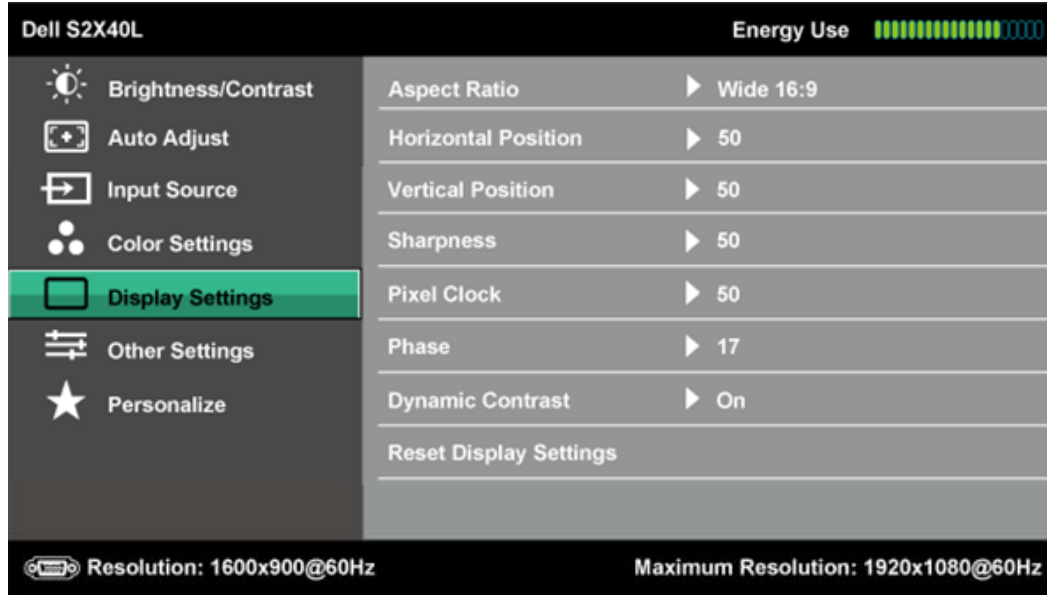 Dell S2X40L Energy Use
Brightness/Contrast
Auto Adjust
Input Source
Color Settings
Display Settings
Other Settings
Personalize
Aspect Ratio Wide 16:9
Horizontal Position 50
Vertical Position 50
Sharpness 50
Pixel Clock 50
Phase 17
Dynamic Contrast On
Reset Display Settings
Resolution: 1600x900@60Hz Maximum Resolution: 1920x1080@60Hz